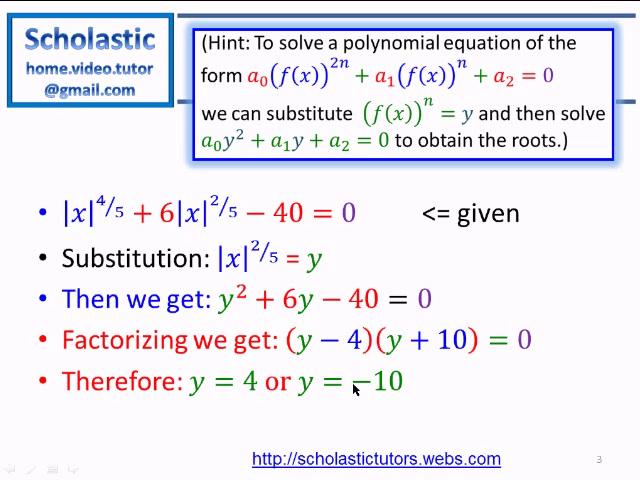 Scholastic
home.video.tutor
@gmail.com
(Hint: To solve a polynomial equation of the
form a₀(f(x))²ⁿ + a₁(f(x))ⁿ + a₂ = 0
we can substitute (f(x))ⁿ = y and then solve
a₀y² + a₁y + a₂ = 0 to obtain the roots.)
• |x|^4/5 + 6|x|^2/5 − 40 = 0 <= given
• Substitution: |x|^2/5 = y
• Then we get: y² + 6y − 40 = 0
• Factorizing we get: (y − 4)(y + 10) = 0
• Therefore: y = 4 or y = −10
http://scholastictutors.webs.com
3